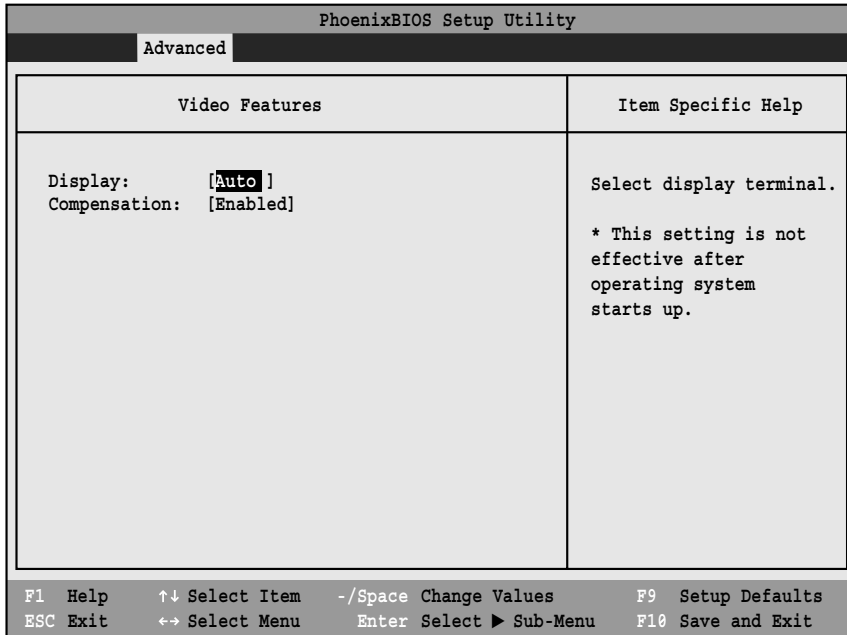 PhoenixBIOS Setup Utility
Advanced
Video Features
Item Specific Help
Display: [Auto ]
Compensation: [Enabled]
Select display terminal.
* This setting is not
effective after
operating system
starts up.
F1 Help ↑↓ Select Item -/Space Change Values F9 Setup Defaults
ESC Exit ←→ Select Menu Enter Select ▶ Sub-Menu F10 Save and Exit